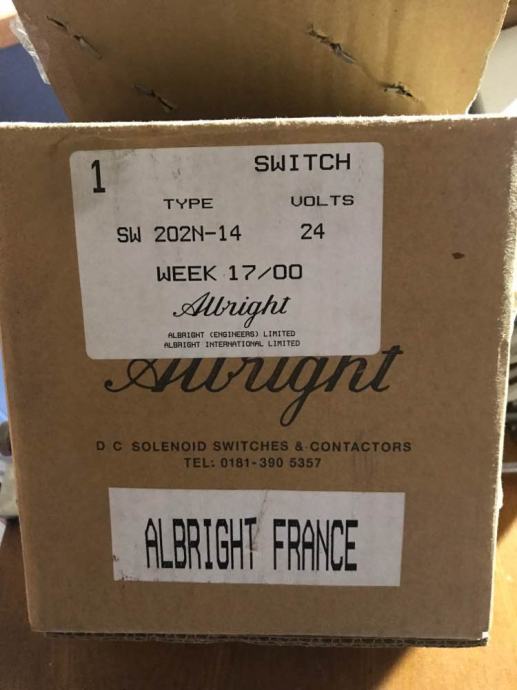 1 SWITCH
TYPE VOLTS
SW 202N-14 24
WEEK 17/00
Albright
ALBRIGHT (ENGINEERS) LIMITED
ALBRIGHT INTERNATIONAL LIMITED
Albright
D C SOLENOID SWITCHES & CONTACTORS
TEL: 0181-390 5357
ALBRIGHT FRANCE